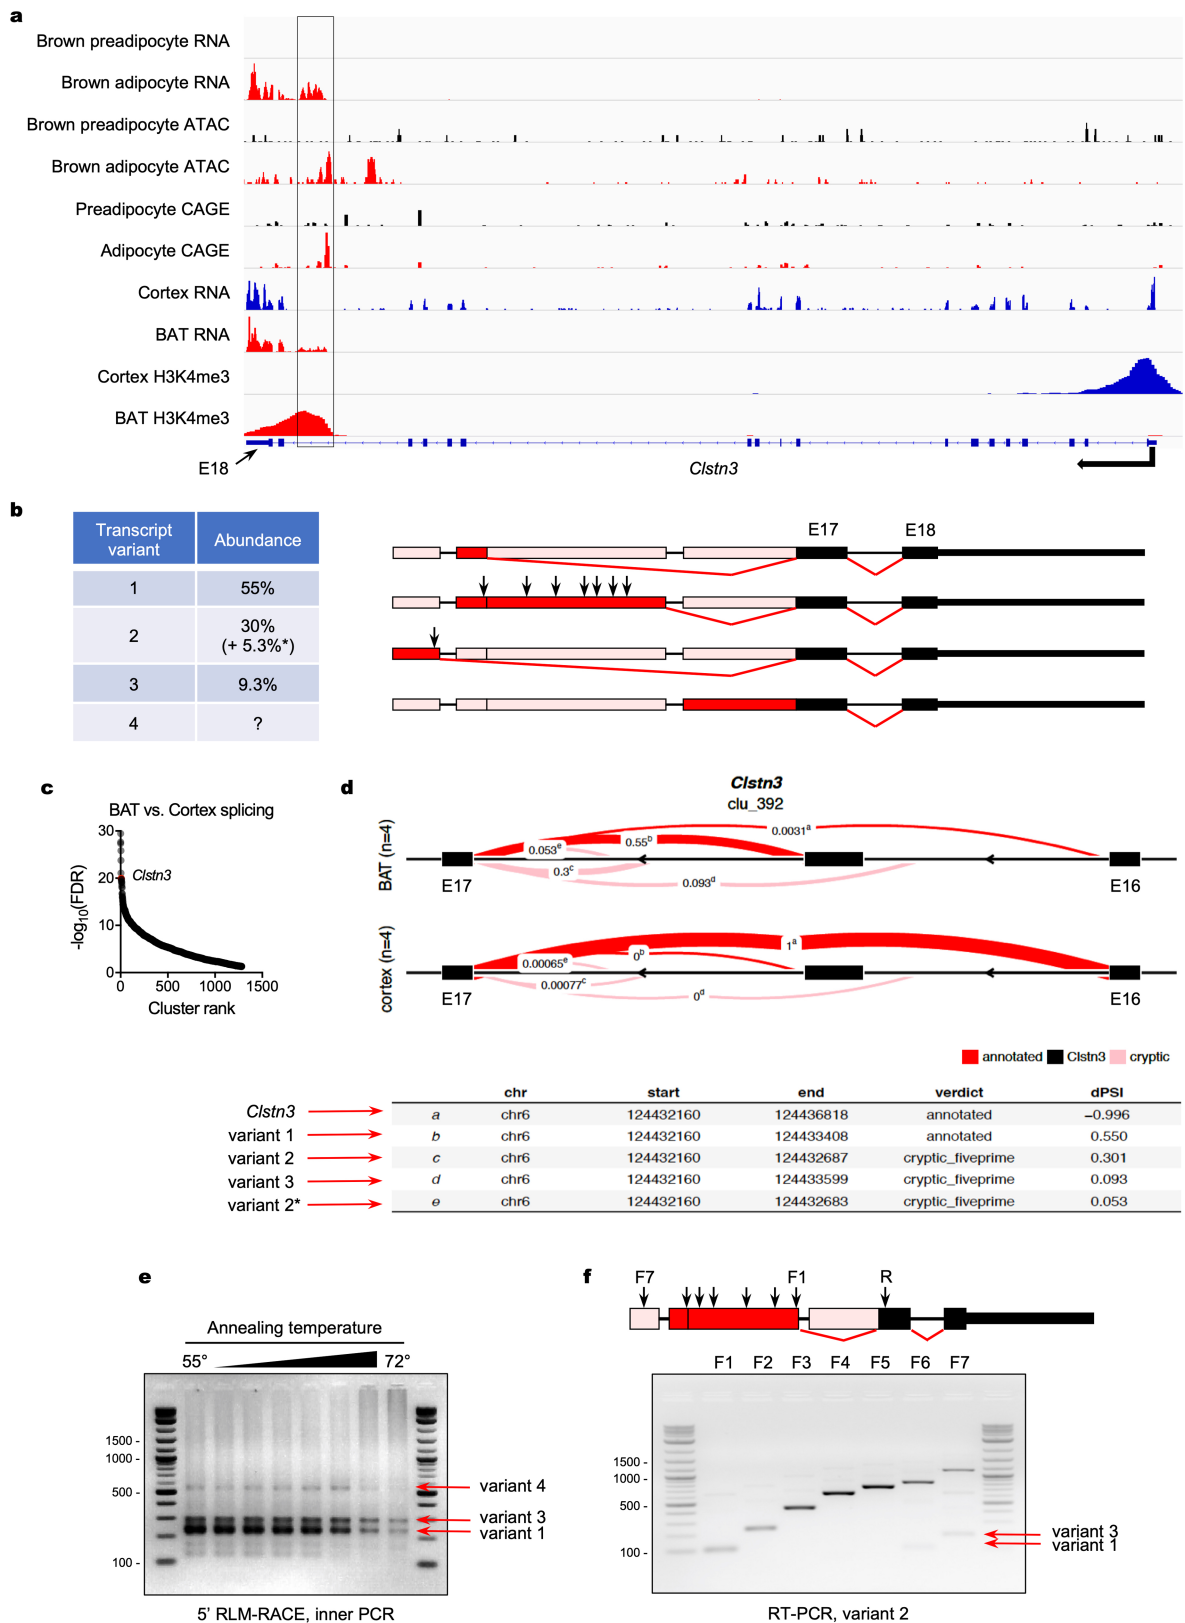 a
Brown preadipocyte RNA
Brown adipocyte RNA
Brown preadipocyte ATAC
Brown adipocyte ATAC
Preadipocyte CAGE
Adipocyte CAGE
Cortex RNA
BAT RNA
Cortex H3K4me3
BAT H3K4me3
E18
Clstn3
b
Transcript variant Abundance
1 55%
2 30% (+ 5.3%*)
3 9.3%
4 ?
E17 E18
c
BAT vs. Cortex splicing
30
20
10
0
-log10(FDR)
Clstn3
0 500 1000 1500
Cluster rank
d
Clstn3
clu_392
BAT (n=4)
0.0031a
0.55b
0.053e
0.3c
0.093d
E17 E16
cortex (n=4)
1a
0b
0.00065e
0.00077c
0d
E17 E16
annotated Clstn3 cryptic
chr start end verdict dPSI
Clstn3 a chr6 124432160 124436818 annotated −0.996
variant 1 b chr6 124432160 124433408 annotated 0.550
variant 2 c chr6 124432160 124432687 cryptic_fiveprime 0.301
variant 3 d chr6 124432160 124433599 cryptic_fiveprime 0.093
variant 2* e chr6 124432160 124432683 cryptic_fiveprime 0.053
e
Annealing temperature
55° 72°
1500 -
1000 -
500 -
100 -
variant 4
variant 3
variant 1
5' RLM-RACE, inner PCR
f
F7 F1 R
F1 F2 F3 F4 F5 F6 F7
1500 -
1000 -
500 -
100 -
variant 3
variant 1
RT-PCR, variant 2